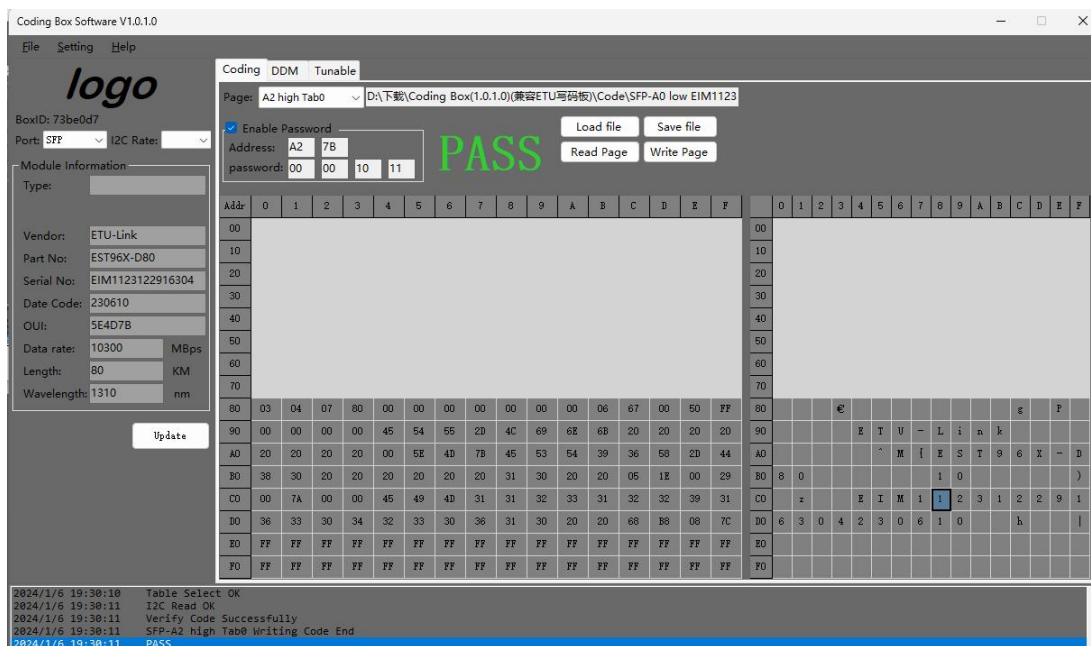 Coding Box Software V1.0.1.0
File Setting Help
logo
BoxID: 73be0d7
Port: SFP I2C Rate:
Module Information
Type:
Vendor: ETU-Link
Part No: EST96X-D80
Serial No: EIM1123122916304
Date Code: 230610
OUI: 5E4D7B
Data rate: 10300 MBps
Length: 80 KM
Wavelength: 1310 nm
Update
Coding DDM Tunable
Page: A2 high Tab0 D:\下载\Coding Box(1.0.1.0)(兼容ETU写码板)\Code\SFP-A0 low EIM1123
Enable Password
Address: A2 7B
password: 00 00 10 11
PASS
Load file Save file
Read Page Write Page
Addr 0 1 2 3 4 5 6 7 8 9 A B C D E F
00
10
20
30
40
50
60
70
80 03 04 07 80 00 00 00 00 00 00 00 06 67 00 50 FF
90 00 00 00 00 45 54 55 2D 4C 69 6E 6B 20 20 20 20
A0 20 20 20 20 00 5E 4D 7B 45 53 54 39 36 58 2D 44
B0 38 30 20 20 20 20 20 20 31 30 20 20 05 1E 00 29
C0 00 7A 00 00 45 49 4D 31 31 32 33 31 32 32 39 31
D0 36 33 30 34 32 33 30 36 31 30 20 20 68 B8 08 7C
E0 FF FF FF FF FF FF FF FF FF FF FF FF FF FF FF FF
F0 FF FF FF FF FF FF FF FF FF FF FF FF FF FF FF FF
0 1 2 3 4 5 6 7 8 9 A B C D E F
00
10
20
30
40
50
60
70
80 € g P
90 E T U - L i n k
A0 ^ M { E S T 9 6 X - D
B0 8 0 1 0 )
C0 z E I M 1 1 2 3 1 2 2 9 1
D0 6 3 0 4 2 3 0 6 1 0 h |
E0
F0
2024/1/6 19:30:10 Table Select OK
2024/1/6 19:30:11 I2C Read OK
2024/1/6 19:30:11 Verify Code Successfully
2024/1/6 19:30:11 SFP-A2 high Tab0 Writing Code End
2024/1/6 19:30:11 PASS